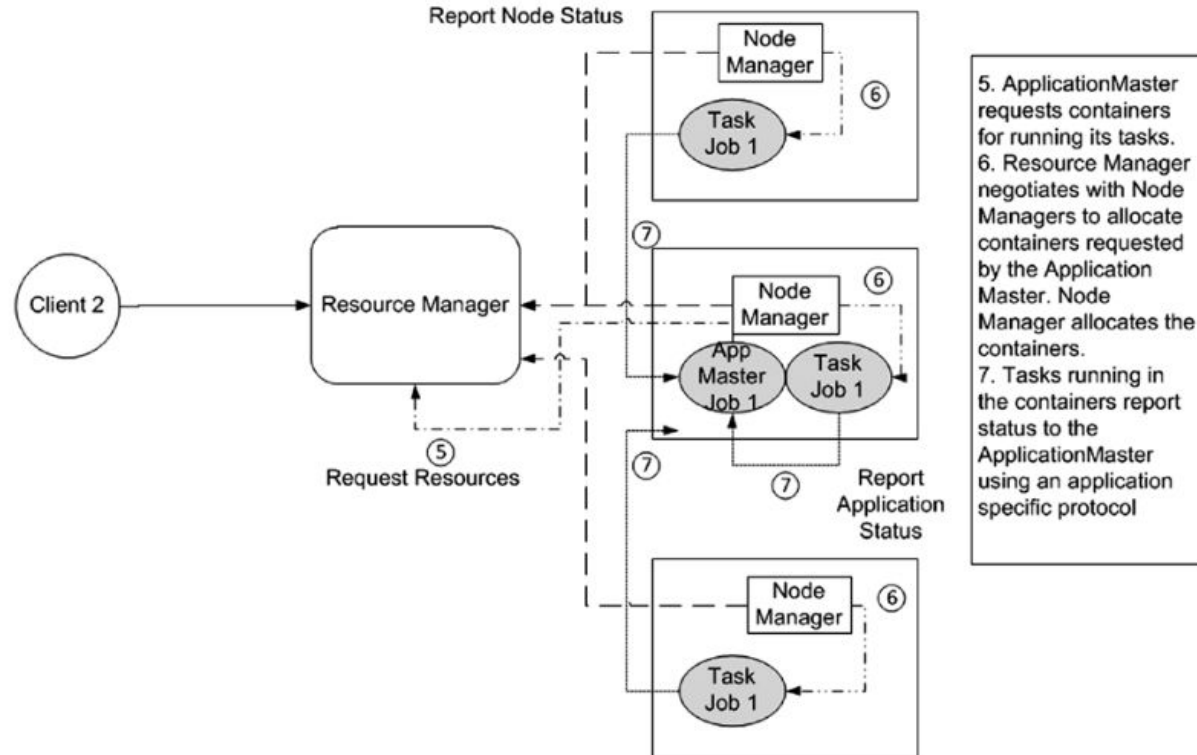 Report Node Status
Node
Manager
6
Task
Job 1
7
Client 2
Resource Manager
Node
Manager
6
App
Master
Job 1
Task
Job 1
5
Request Resources
7
7
Report
Application
Status
Node
Manager
6
Task
Job 1
5. ApplicationMaster
requests containers
for running its tasks.
6. Resource Manager
negotiates with Node
Managers to allocate
containers requested
by the Application
Master. Node
Manager allocates the
containers.
7. Tasks running in
the containers report
status to the
ApplicationMaster
using an application
specific protocol